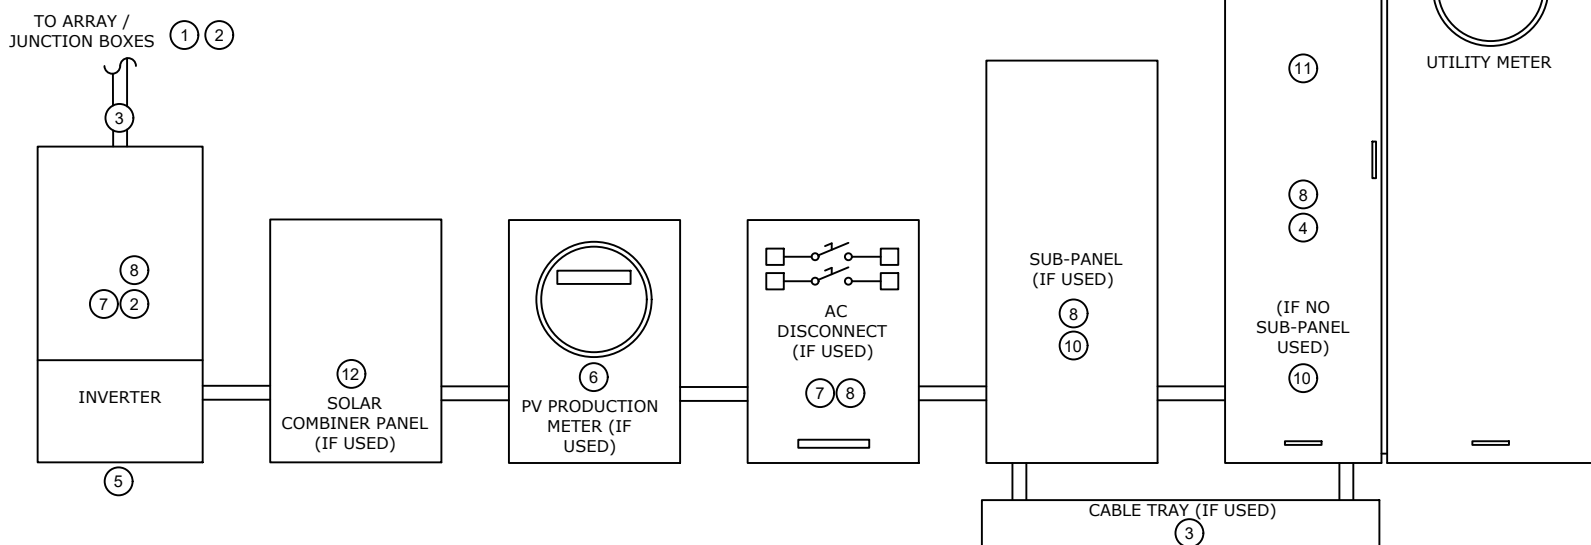 TO ARRAY /
JUNCTION BOXES
1 2
3
8
7 2
INVERTER
5
12
SOLAR
COMBINER PANEL
(IF USED)
6
PV PRODUCTION
METER (IF
USED)
AC
DISCONNECT
(IF USED)
7 8
SUB-PANEL
(IF USED)
8
10
11
8
4
(IF NO
SUB-PANEL
USED)
10
UTILITY METER
CABLE TRAY (IF USED)
3